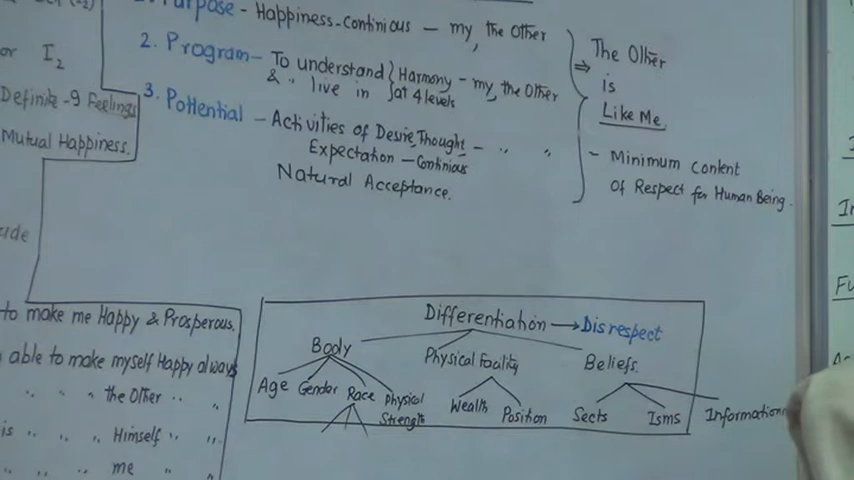 1. Purpose - Happiness-Continious - my, the Other
2. Program - To understand } Harmony - my, the Other
& " live in } at 4 levels
3. Pottential - Activities of Desire, Thought - " "
Expectation - Continious
Natural Acceptance.
⇒ The Other
is
Like Me.
- Minimum Content
of Respect for Human Being.
or I2
Definite - 9 Feelings
Mutual Happiness.
to make me Happy & Prosperous.
able to make myself Happy always
" " " the Other " "
is " " " Himself " "
" " " me "
Differentiation → Disrespect
Body Physical Facility Beliefs.
Age Gender Race Physical
Strength
Wealth Position
Sects Isms Information